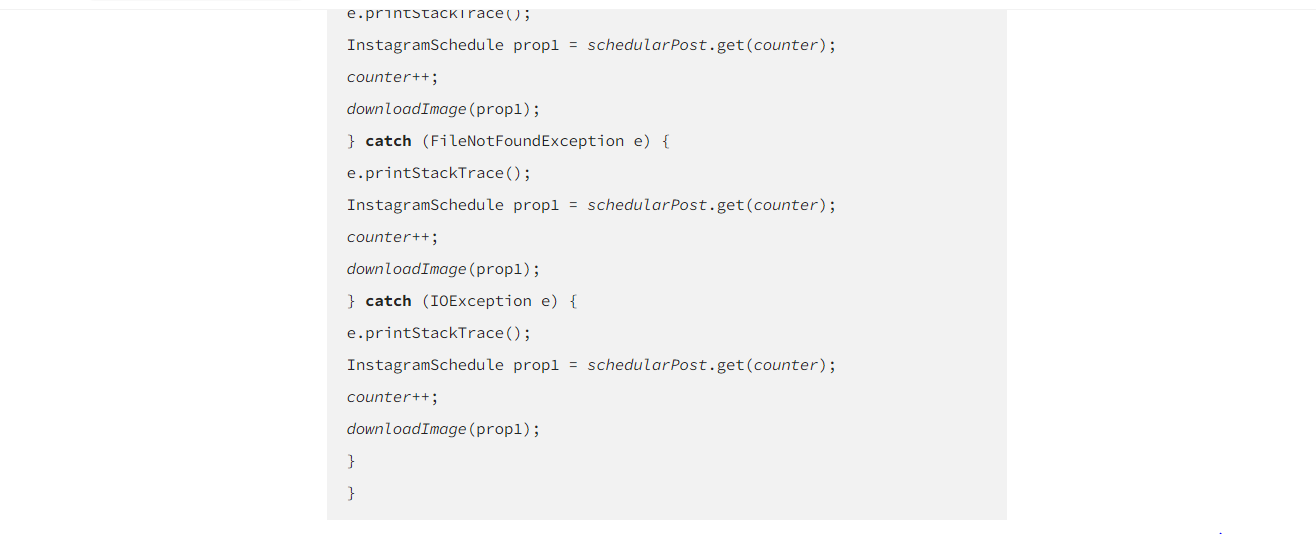 e.printStackTrace();
InstagramSchedule prop1 = schedularPost.get(counter);
counter++;
downloadImage(prop1);
} catch (FileNotFoundException e) {
e.printStackTrace();
InstagramSchedule prop1 = schedularPost.get(counter);
counter++;
downloadImage(prop1);
} catch (IOException e) {
e.printStackTrace();
InstagramSchedule prop1 = schedularPost.get(counter);
counter++;
downloadImage(prop1);
}
}